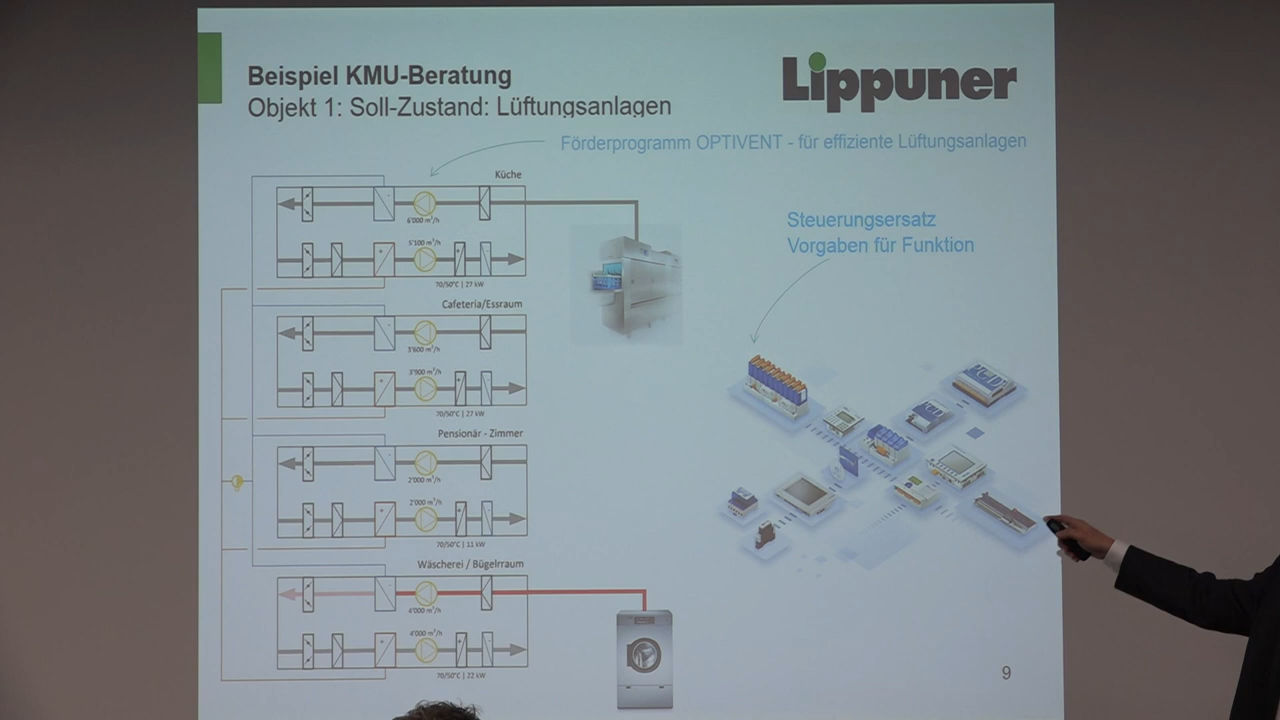 Beispiel KMU-Beratung
Objekt 1: Soll-Zustand: Lüftungsanlagen
Lippuner
Förderprogramm OPTIVENT - für effiziente Lüftungsanlagen
Küche
6'000 m³/h
5'100 m³/h
70/50°C | 27 kW
Steuerungsersatz
Vorgaben für Funktion
Cafeteria/Essraum
3'600 m³/h
3'900 m³/h
70/50°C | 27 kW
Pensionär - Zimmer
2'000 m³/h
2'000 m³/h
70/50°C | 11 kW
Wäscherei / Bügelrraum
4'000 m³/h
4'000 m³/h
70/50°C | 22 kW
9